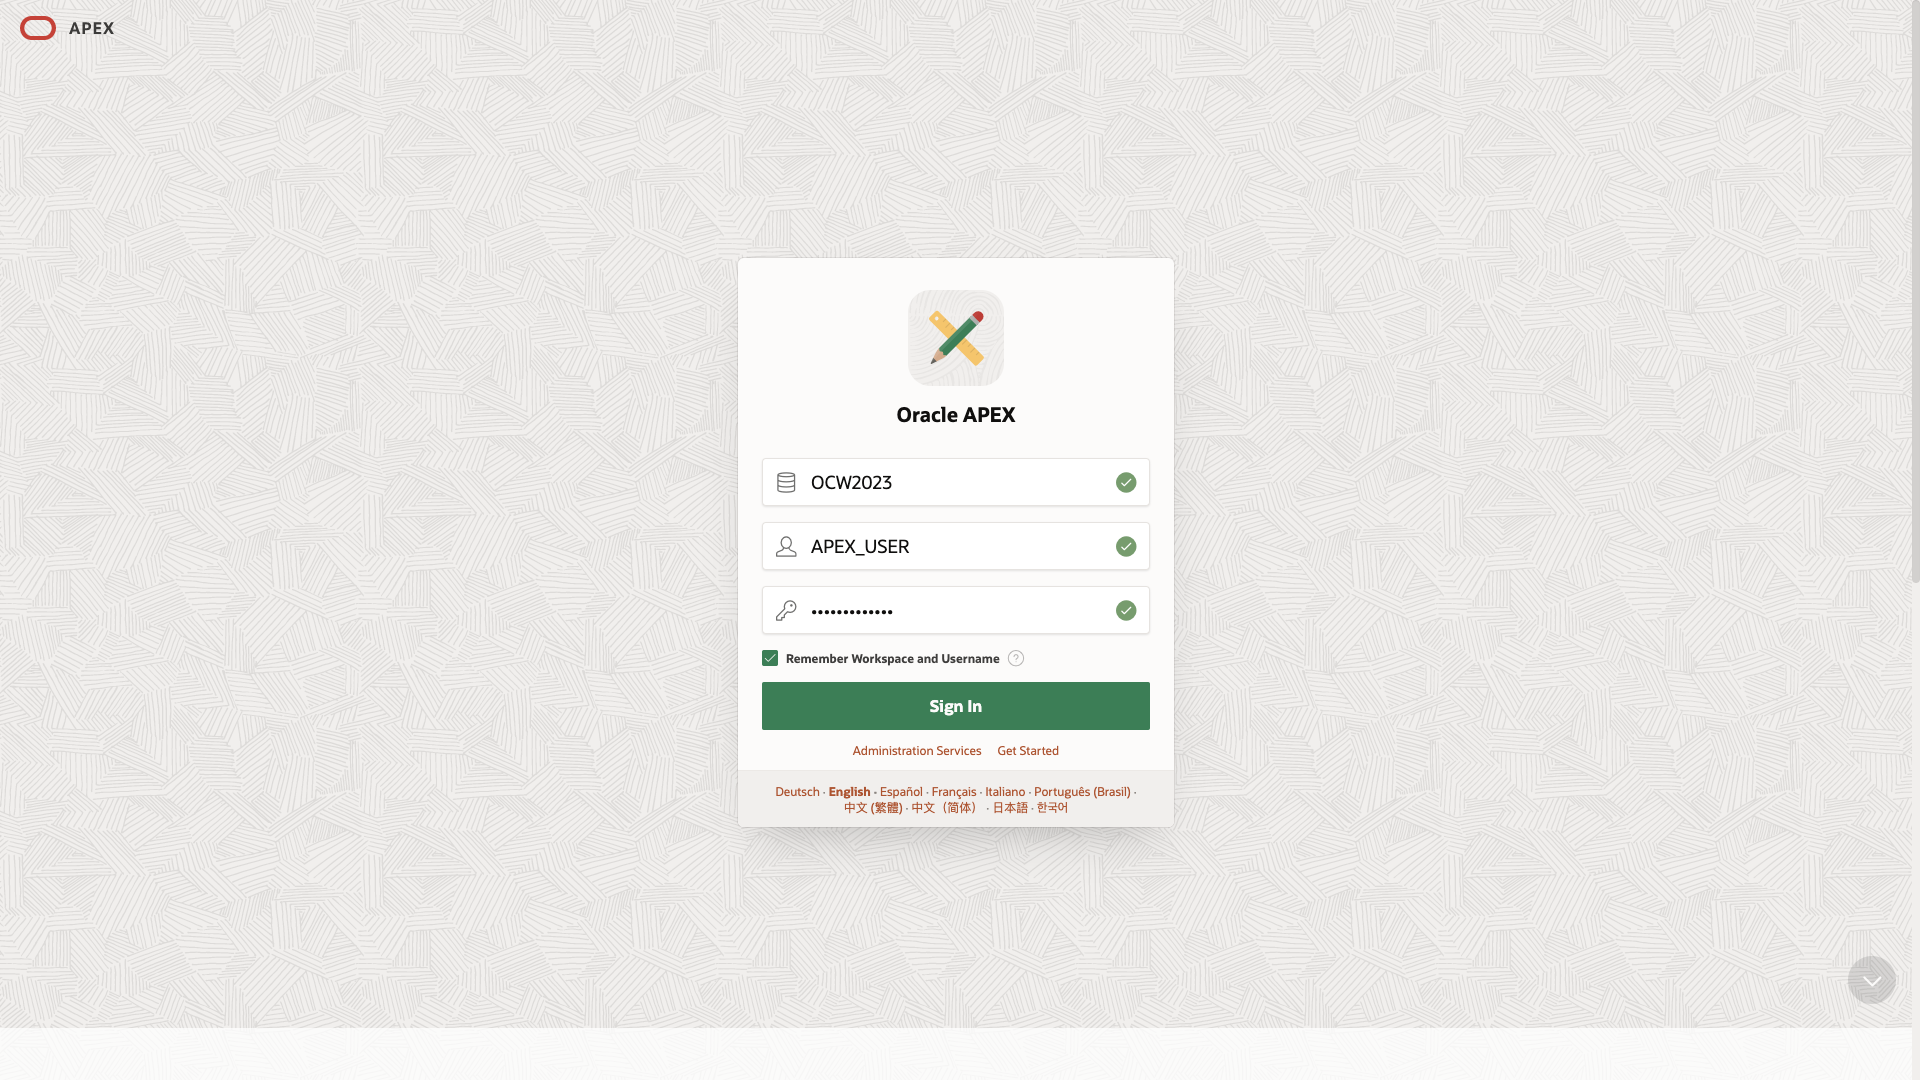 APEX
Oracle APEX
OCW2023
APEX_USER
•••••••••••••
Remember Workspace and Username ?
Sign In
Administration Services Get Started
Deutsch · English · Español · Français · Italiano · Português (Brasil) ·
中文 (繁體) · 中文（简体） · 日本語 · 한국어